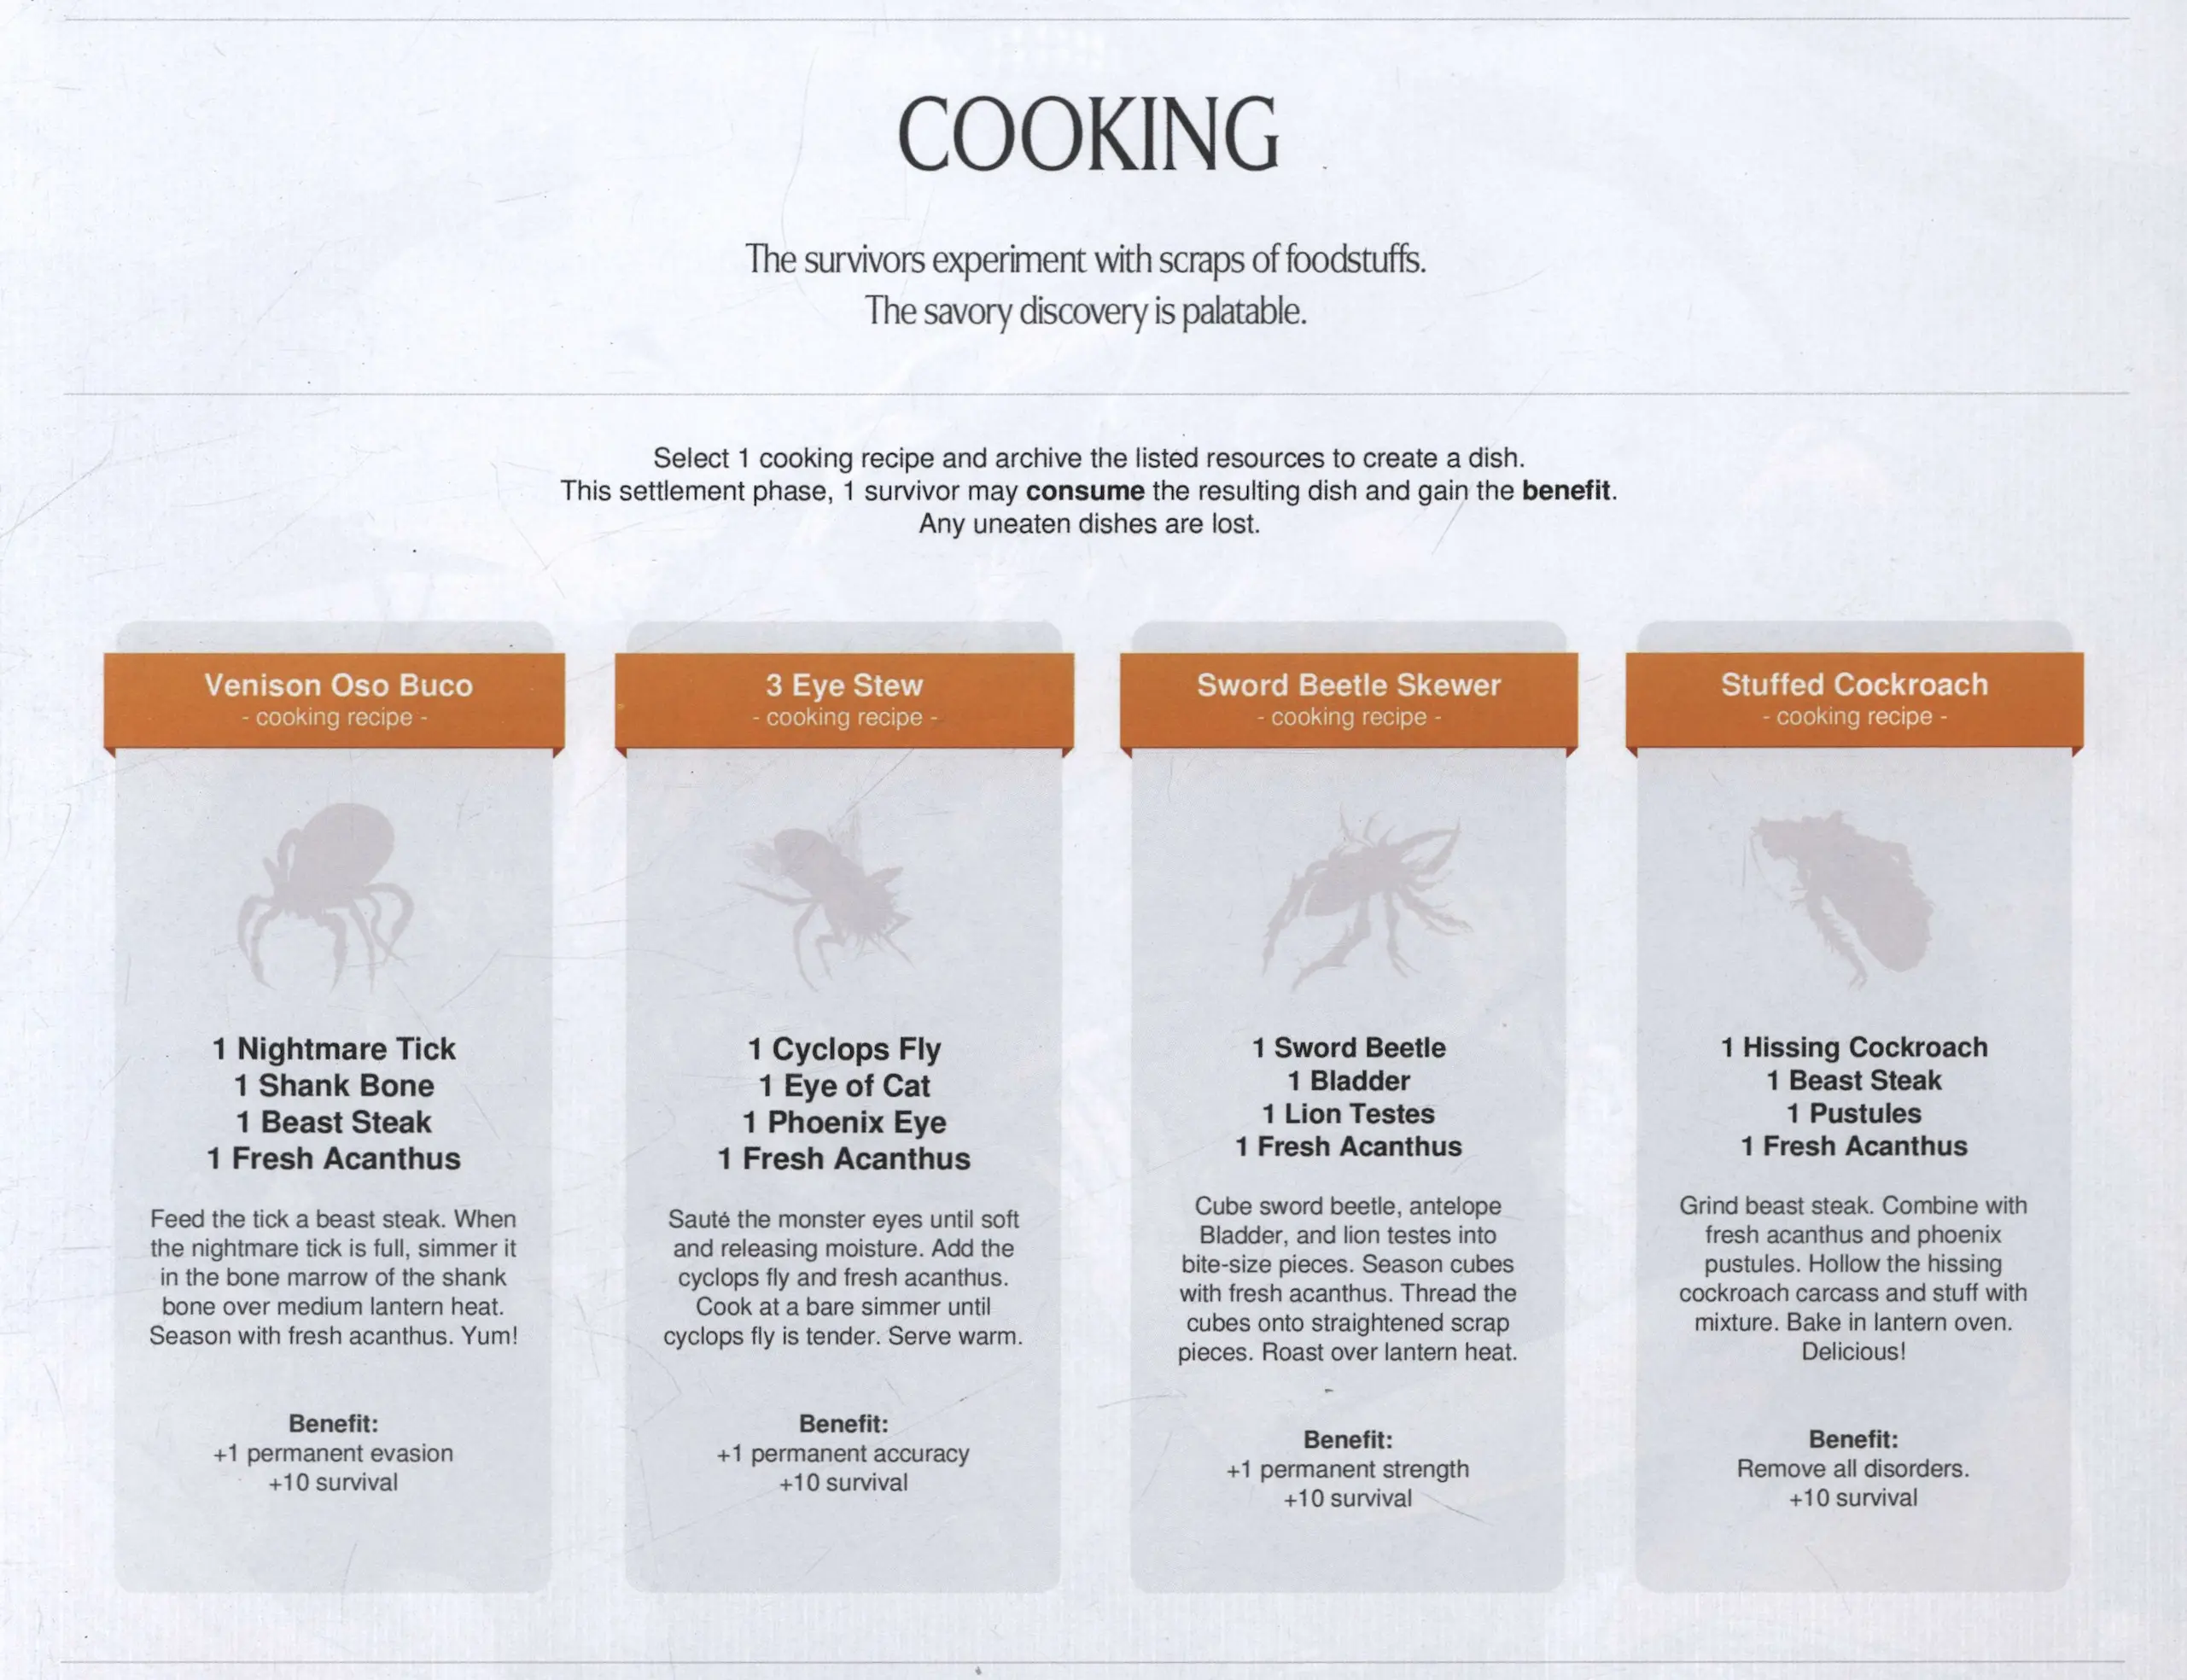 COOKING
The survivors experiment with scraps of foodstuffs.
The savory discovery is palatable.
Select 1 cooking recipe and archive the listed resources to create a dish.
This settlement phase, 1 survivor may consume the resulting dish and gain the benefit.
Any uneaten dishes are lost.
Venison Oso Buco
- cooking recipe -
1 Nightmare Tick
1 Shank Bone
1 Beast Steak
1 Fresh Acanthus
Feed the tick a beast steak. When
the nightmare tick is full, simmer it
in the bone marrow of the shank
bone over medium lantern heat.
Season with fresh acanthus. Yum!
Benefit:
+1 permanent evasion
+10 survival
3 Eye Stew
- cooking recipe -
1 Cyclops Fly
1 Eye of Cat
1 Phoenix Eye
1 Fresh Acanthus
Sauté the monster eyes until soft
and releasing moisture. Add the
cyclops fly and fresh acanthus.
Cook at a bare simmer until
cyclops fly is tender. Serve warm.
Benefit:
+1 permanent accuracy
+10 survival
Sword Beetle Skewer
- cooking recipe -
1 Sword Beetle
1 Bladder
1 Lion Testes
1 Fresh Acanthus
Cube sword beetle, antelope
Bladder, and lion testes into
bite-size pieces. Season cubes
with fresh acanthus. Thread the
cubes onto straightened scrap
pieces. Roast over lantern heat.
Benefit:
+1 permanent strength
+10 survival
Stuffed Cockroach
- cooking recipe -
1 Hissing Cockroach
1 Beast Steak
1 Pustules
1 Fresh Acanthus
Grind beast steak. Combine with
fresh acanthus and phoenix
pustules. Hollow the hissing
cockroach carcass and stuff with
mixture. Bake in lantern oven.
Delicious!
Benefit:
Remove all disorders.
+10 survival